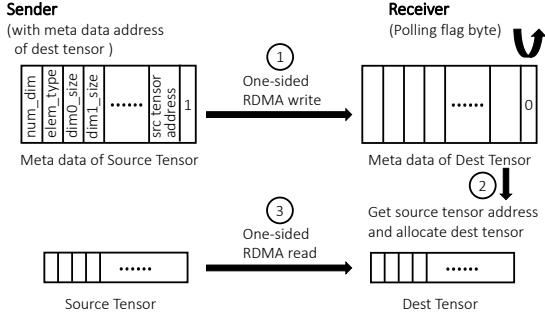 Sender
(with meta data address
of dest tensor )
Receiver
(Polling flag byte)
1
One-sided
RDMA write
num_dim
elem_type
dim0_size
dim1_size
......
src tensor
address
1
......
0
Meta data of Source Tensor
Meta data of Dest Tensor
2
Get source tensor address
and allocate dest tensor
3
One-sided
RDMA read
......
......
Source Tensor
Dest Tensor